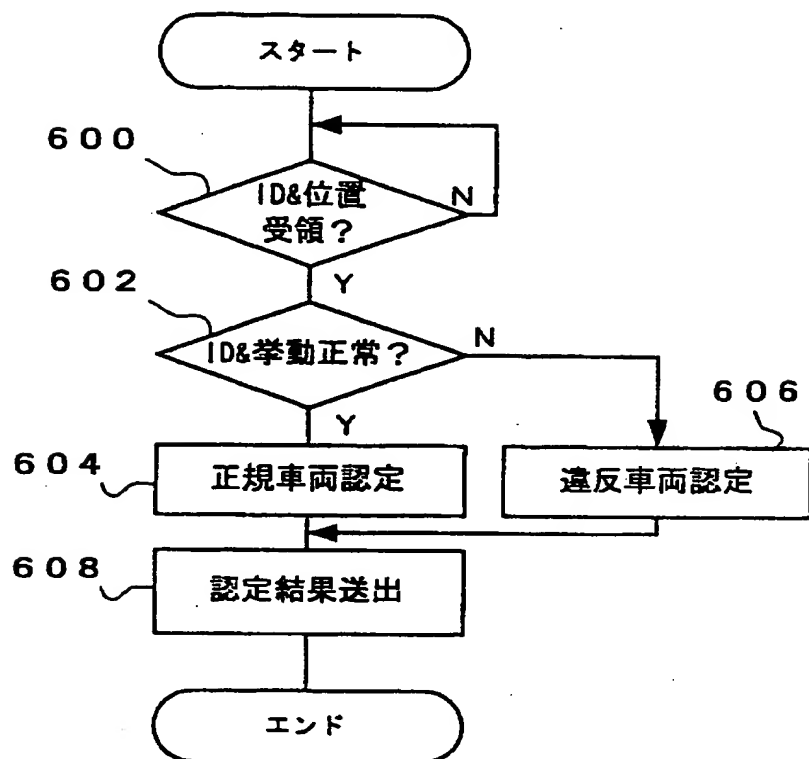 スタート
600
ID&位置
受領?
N
Y
602
ID&挙動正常?
N
Y
606
604
正規車両認定
違反車両認定
608
認定結果送出
エンド